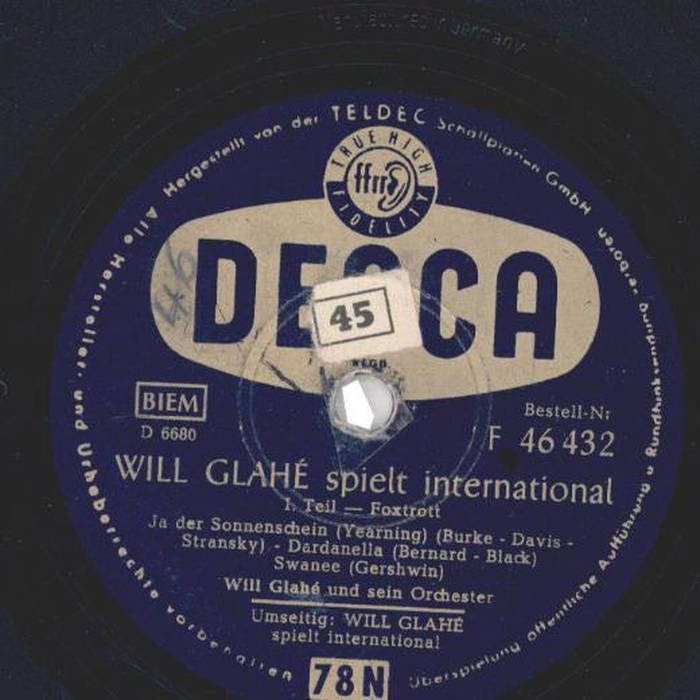 Manufactured in Germany
Alle Hersteller- und Urheberrechte vorbehalten
Hergestellt von der TELDEC Schallplatten GmbH
TRUE HIGH
ffrr
FIDELITY
DECCA
46
45
REGD
BIEM
D 6680
Bestell-Nr
F 46 432
WILL GLAHÉ spielt international
I. Teil — Foxtrott
Ja der Sonnenschein (Yearning) (Burke - Davis -
Stransky) - Dardanella (Bernard - Black)
Swanee (Gershwin)
Will Glahé und sein Orchester
Umseitig: WILL GLAHÉ
spielt international
78N
Überspielung öffentliche Aufführung u Rundfunksendung verboten